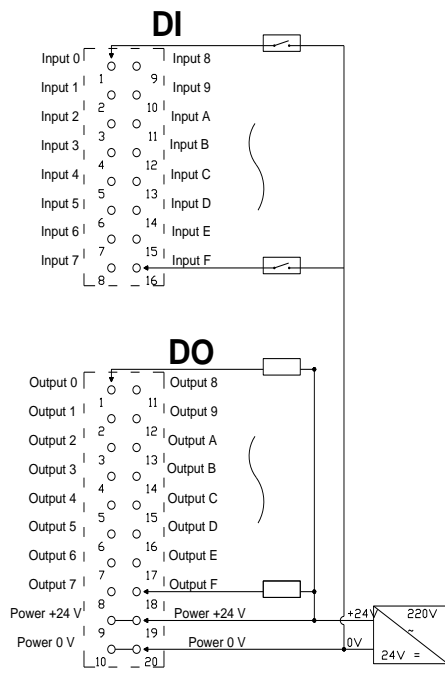 DI
Input 0 Input 8
1 9
Input 1 Input 9
2 10
Input 2 Input A
3 11
Input 3 Input B
4 12
Input 4 Input C
5 13
Input 5 Input D
6 14
Input 6 Input E
7 15
Input 7 Input F
8 16
DO
Output 0 Output 8
1 11
Output 1 Output 9
2 12
Output 2 Output A
3 13
Output 3 Output B
4 14
Output 4 Output C
5 15
Output 5 Output D
6 16
Output 6 Output E
7 17
Output 7 Output F
8 18
Power +24 V Power +24 V +24V 220V
9 19 ~
Power 0 V Power 0 V 0V
10 20 24V =